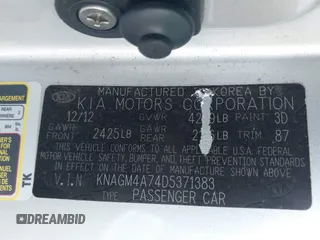 MANUFACTURED KOREA BY
KIA MOTORS CORPORATION
12/12 GVWR PAINT 3D
GAWR FRONT 2425LB GAWR REAR LB TRIM 87
THIS VEHICLE CONFORMS TO ALL APPLICABLE U.S.A. FEDERAL
MOTOR VEHICLE SAFETY, BUMPER, AND THEFT PREVENTION STANDARDS
IN EFFECT ON THE DATE OF MANUFACTURE SHOWN ABOVE
V.I.N KNAGM4A74D5371383
TYPE: PASSENGER CAR
TK
DREAMBID